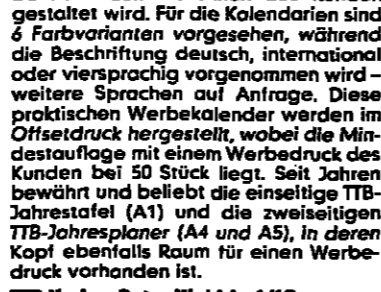 gestaltet wird. Für die Kalendarien sind
6 Farbvarianten vorgesehen, während
die Beschriftung deutsch, international
oder viersprachig vorgenommen wird –
weitere Sprachen auf Anfrage. Diese
praktischen Werbekalender werden im
Offsetdruck hergestellt, wobei die Min-
destauflage mit einem Werbedruck des
Kunden bei 50 Stück liegt. Seit Jahren
bewährt und beliebt die einseitige TTB-
Jahrestafel (A1) und die zweiseitigen
TTB-Jahresplaner (A4 und A5), in deren
Kopf ebenfalls Raum für einen Werbe-
druck vorhanden ist.